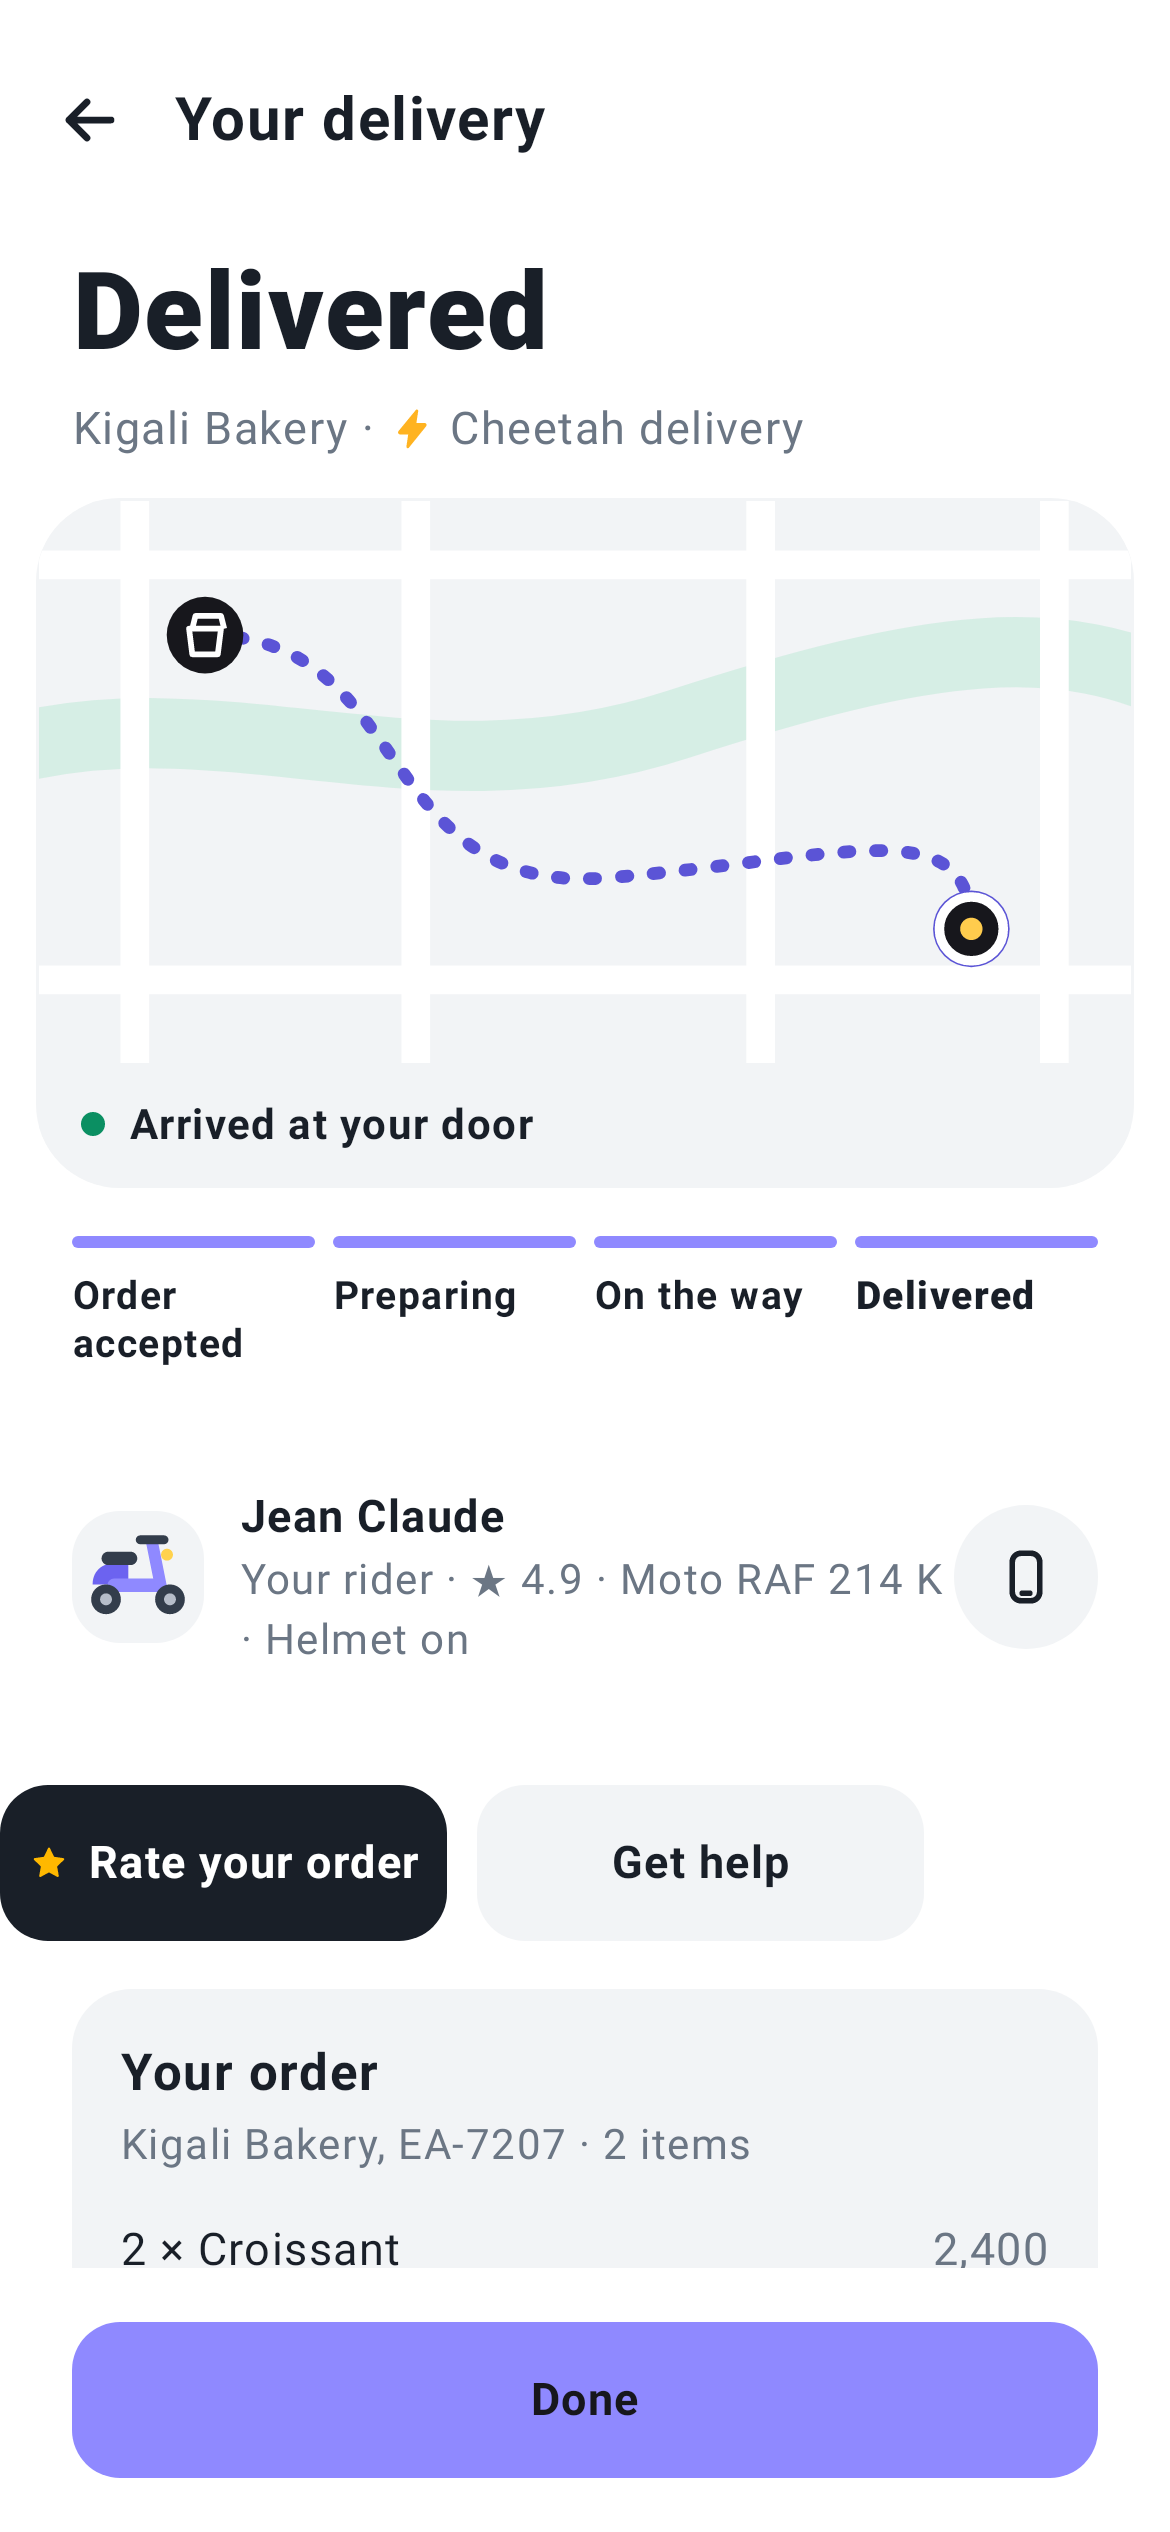 Your delivery
Delivered
Kigali Bakery · ⚡ Cheetah delivery
Arrived at your door
Order accepted
Preparing
On the way
Delivered
Jean Claude
Your rider · ★ 4.9 · Moto RAF 214 K
· Helmet on
★ Rate your order
Get help
Your order
Kigali Bakery, EA-7207 · 2 items
2 × Croissant 2,400
Done